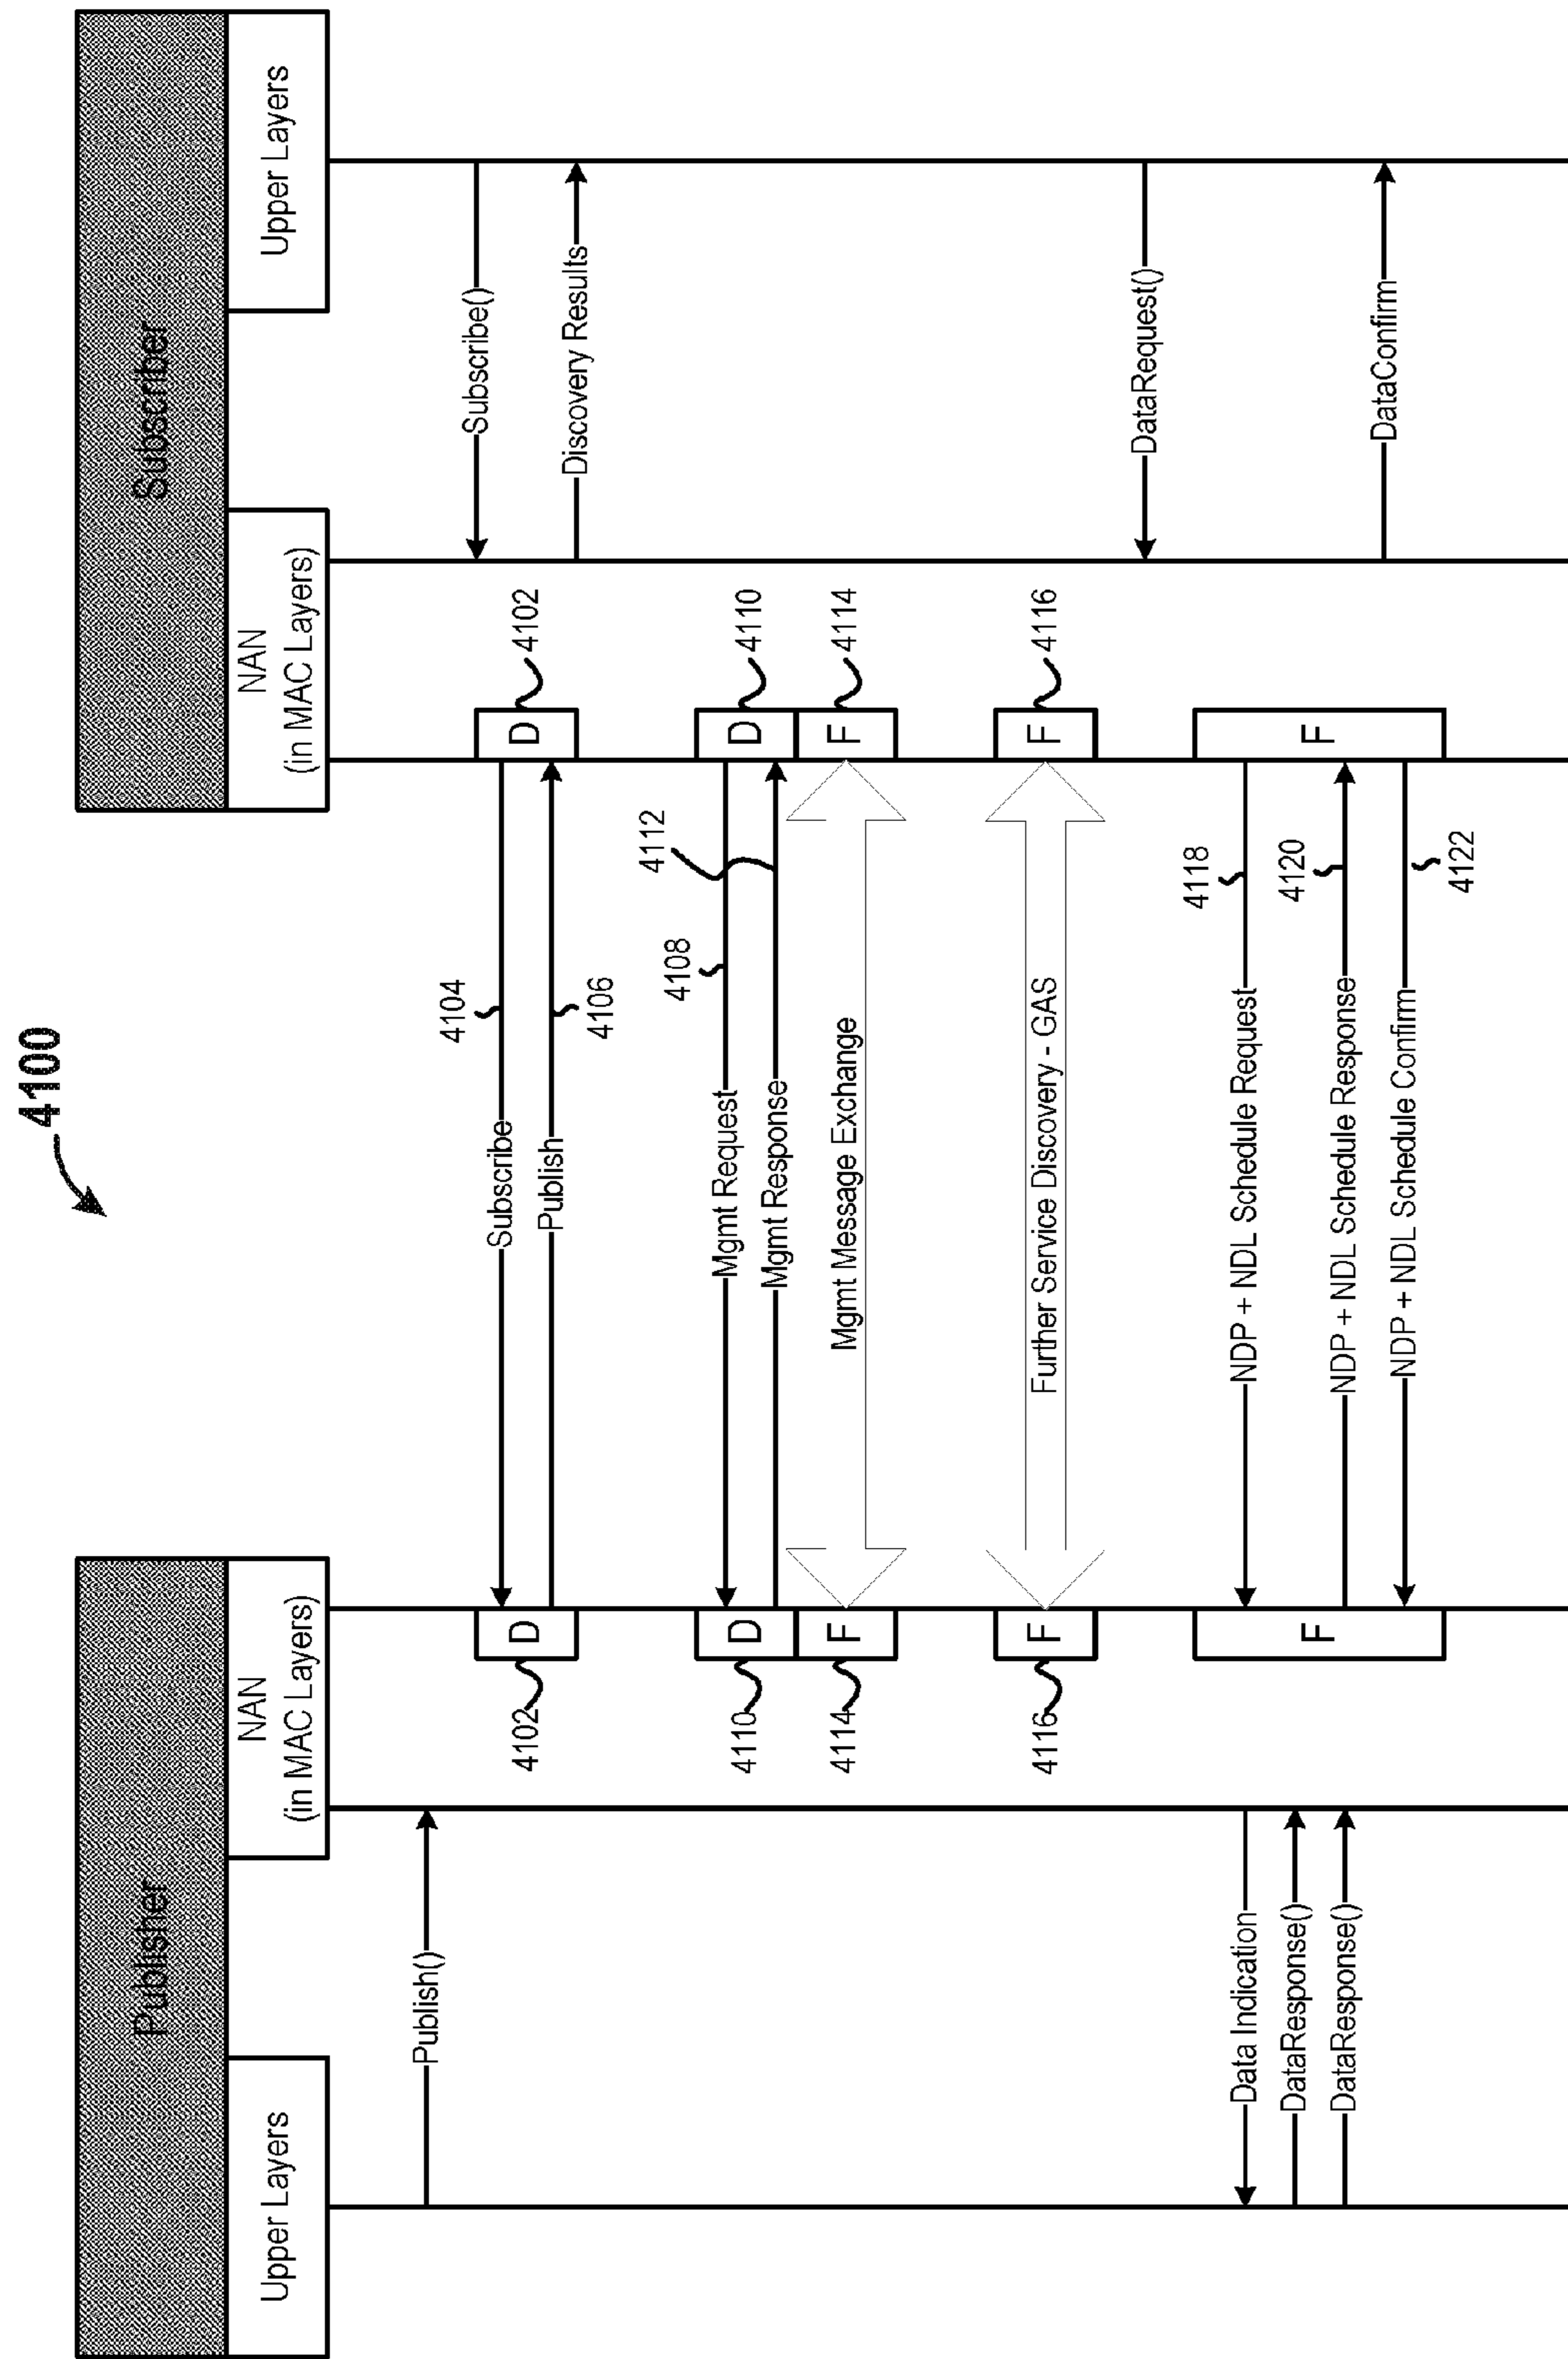 4100
Publisher
Subscriber
Upper Layers
NAN
(in MAC Layers)
NAN
(in MAC Layers)
Upper Layers
Publish()
Subscribe()
4102
D
4104
Subscribe
D
4102
Publish
4106
Discovery Results
4108
Mgmt Request
4110
D
4112
D
4110
Mgmt Response
4114
F
Mgmt Message Exchange
F
4114
4116
F
Further Service Discovery - GAS
F
4116
DataRequest()
4118
Data Indication
NDP + NDL Schedule Request
DataResponse()
F
4120
F
DataResponse()
NDP + NDL Schedule Response
DataConfirm
NDP + NDL Schedule Confirm
4122